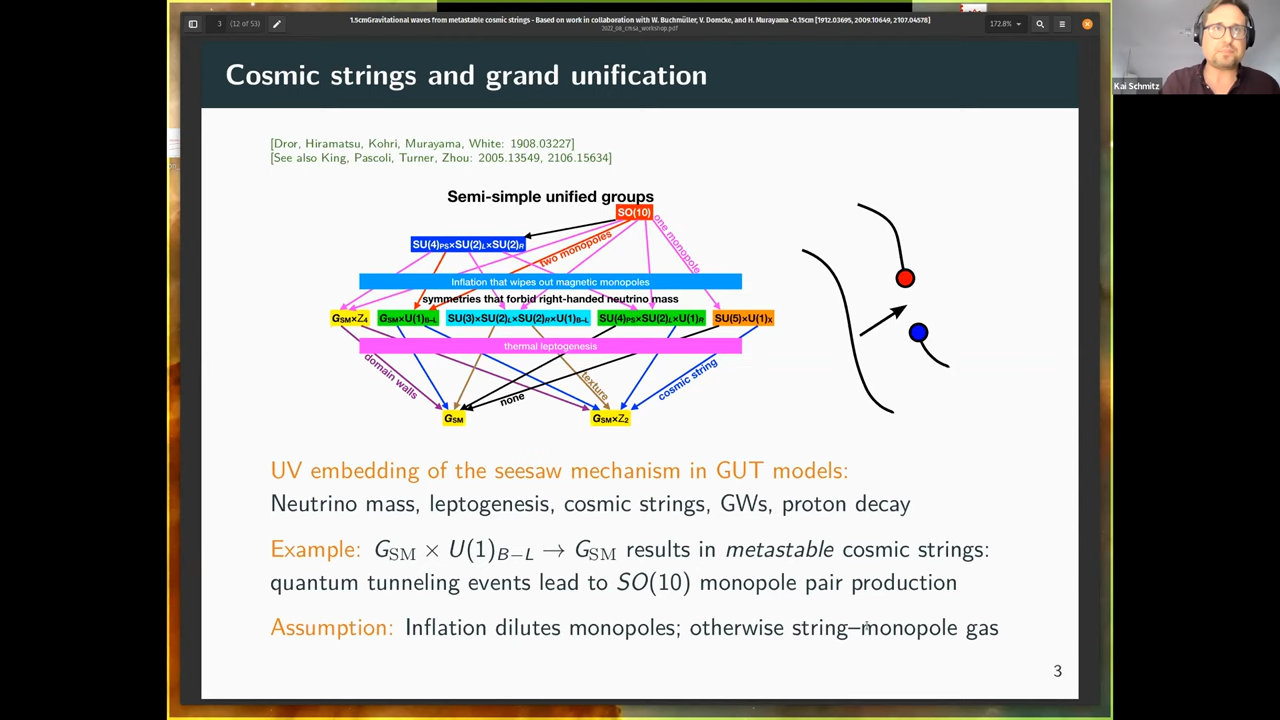 3 (12 of 53)
1.5cmGravitational waves from metastable cosmic strings - Based on work in collaboration with W. Buchmüller, V. Domcke, and H. Murayama -0.15cm [1912.03695, 2009.10649, 2107.04578]
2022_08_cmsa_workshop.pdf
172.8%
Kai Schmitz
Cosmic strings and grand unification
[Dror, Hiramatsu, Kohri, Murayama, White: 1908.03227]
[See also King, Pascoli, Turner, Zhou: 2005.13549, 2106.15634]
Semi-simple unified groups
SO(10)
one monopole
SU(4)PS×SU(2)L×SU(2)R
two monopoles
Inflation that wipes out magnetic monopoles
symmetries that forbid right-handed neutrino mass
GSM×Z4 GSM×U(1)B–L SU(3)×SU(2)L×SU(2)R×U(1)B–L SU(4)PS×SU(2)L×U(1)R SU(5)×U(1)X
thermal leptogenesis
domain walls
none
texture
cosmic string
GSM GSM×Z2
UV embedding of the seesaw mechanism in GUT models:
Neutrino mass, leptogenesis, cosmic strings, GWs, proton decay
Example: GSM × U(1)B−L → GSM results in metastable cosmic strings:
quantum tunneling events lead to SO(10) monopole pair production
Assumption: Inflation dilutes monopoles; otherwise string–monopole gas
3